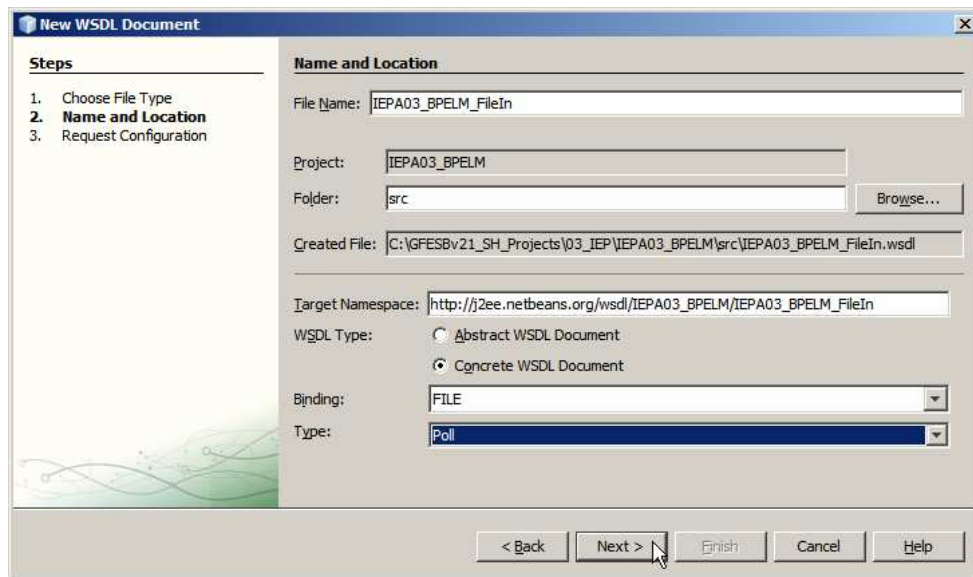 New WSDL Document
Steps
1. Choose File Type
2. Name and Location
3. Request Configuration
Name and Location
File Name: IEPA03_BPELM_FileIn
Project: IEPA03_BPELM
Folder: src Browse...
Created File: C:\GFESBv21_SH_Projects\03_IEP\IEPA03_BPELM\src\IEPA03_BPELM_FileIn.wsdl
Target Namespace: http://j2ee.netbeans.org/wsdl/IEPA03_BPELM/IEPA03_BPELM_FileIn
WSDL Type: Abstract WSDL Document
Concrete WSDL Document
Binding: FILE
Type: Poll
< Back Next > Finish Cancel Help